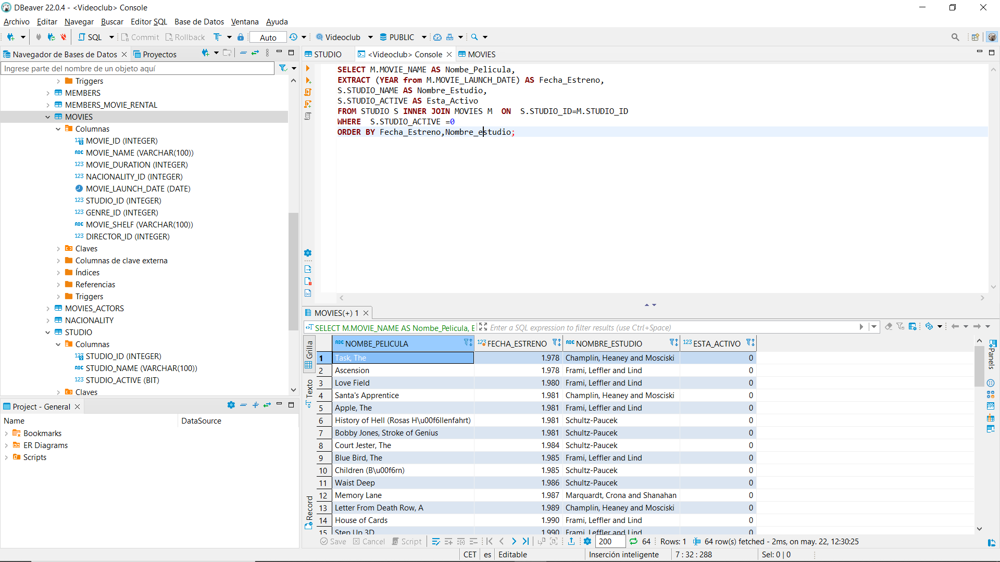 DBeaver 22.0.4 - <Videoclub> Console
Archivo Editar Navegar Buscar Editor SQL Base de Datos Ventana Ayuda
SQL Commit Rollback Auto Videoclub PUBLIC
Navegador de Bases de Datos Proyectos
Ingrese parte del nombre de un objeto aquí
Triggers
MEMBERS
MEMBERS_MOVIE_RENTAL
MOVIES
Columnas
123 MOVIE_ID (INTEGER)
ABC MOVIE_NAME (VARCHAR(100))
123 MOVIE_DURATION (INTEGER)
123 NACIONALITY_ID (INTEGER)
MOVIE_LAUNCH_DATE (DATE)
123 STUDIO_ID (INTEGER)
123 GENRE_ID (INTEGER)
ABC MOVIE_SHELF (VARCHAR(100))
123 DIRECTOR_ID (INTEGER)
Claves
Columnas de clave externa
Índices
Referencias
Triggers
MOVIES_ACTORS
NACIONALITY
STUDIO
Columnas
123 STUDIO_ID (INTEGER)
ABC STUDIO_NAME (VARCHAR(100))
123 STUDIO_ACTIVE (BIT)
Claves
Project - General
Name DataSource
Bookmarks
ER Diagrams
Scripts
STUDIO <Videoclub> Console MOVIES
SELECT M.MOVIE_NAME AS Nombe_Pelicula,
EXTRACT (YEAR from M.MOVIE_LAUNCH_DATE) AS Fecha_Estreno,
S.STUDIO_NAME AS Nombre_Estudio,
S.STUDIO_ACTIVE AS Esta_Activo
FROM STUDIO S INNER JOIN MOVIES M  ON  S.STUDIO_ID=M.STUDIO_ID
WHERE  S.STUDIO_ACTIVE =0
ORDER BY Fecha_Estreno,Nombre_estudio;
MOVIES(+) 1
SELECT M.MOVIE_NAME AS Nombe_Pelicula, E Enter a SQL expression to filter results (use Ctrl+Space)
Grilla
Texto
Record
ABC NOMBE_PELICULA 123 FECHA_ESTRENO ABC NOMBRE_ESTUDIO 123 ESTA_ACTIVO
1 Task, The 1.978 Champlin, Heaney and Mosciski 0
2 Ascension 1.978 Frami, Leffler and Lind 0
3 Love Field 1.980 Frami, Leffler and Lind 0
4 Santa's Apprentice 1.981 Champlin, Heaney and Mosciski 0
5 Apple, The 1.981 Frami, Leffler and Lind 0
6 History of Hell (Rosas H\u00f6llenfahrt) 1.981 Schultz-Paucek 0
7 Bobby Jones, Stroke of Genius 1.981 Schultz-Paucek 0
8 Court Jester, The 1.984 Schultz-Paucek 0
9 Blue Bird, The 1.985 Frami, Leffler and Lind 0
10 Children (B\u00f6rn) 1.985 Schultz-Paucek 0
11 Waist Deep 1.986 Schultz-Paucek 0
12 Memory Lane 1.987 Marquardt, Crona and Shanahan 0
13 Letter From Death Row, A 1.989 Champlin, Heaney and Mosciski 0
14 House of Cards 1.990 Frami, Leffler and Lind 0
15 Step Up 3D 1.990 Frami, Leffler and Lind 0
Panels
Save Cancel Script 200 64 Rows: 1 64 row(s) fetched - 2ms, on may. 22, 12:30:25
CET es Editable Inserción inteligente 7 : 32 : 288 Sel: 0 | 0